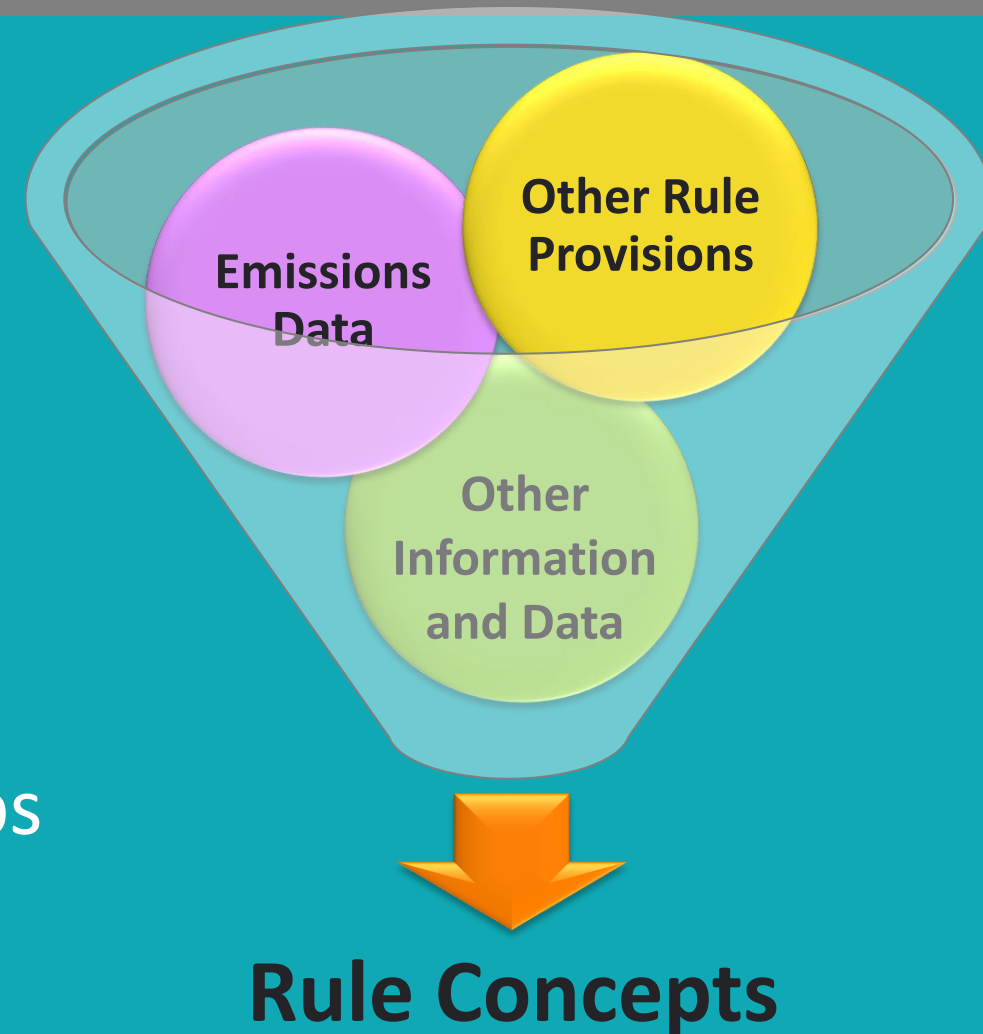 Other Rule
Provisions
Emissions
Data
Other
Information
and Data
Rule Concepts